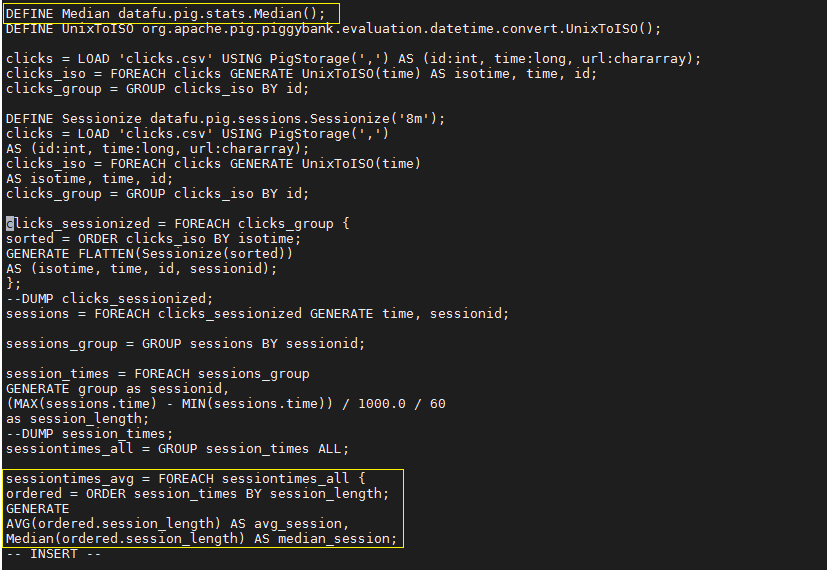 DEFINE Median datafu.pig.stats.Median();
DEFINE UnixToISO org.apache.pig.piggybank.evaluation.datetime.convert.UnixToISO();
clicks = LOAD 'clicks.csv' USING PigStorage(',') AS (id:int, time:long, url:chararray);
clicks_iso = FOREACH clicks GENERATE UnixToISO(time) AS isotime, time, id;
clicks_group = GROUP clicks_iso BY id;
DEFINE Sessionize datafu.pig.sessions.Sessionize('8m');
clicks = LOAD 'clicks.csv' USING PigStorage(',')
AS (id:int, time:long, url:chararray);
clicks_iso = FOREACH clicks GENERATE UnixToISO(time)
AS isotime, time, id;
clicks_group = GROUP clicks_iso BY id;
clicks_sessionized = FOREACH clicks_group {
sorted = ORDER clicks_iso BY isotime;
GENERATE FLATTEN(Sessionize(sorted))
AS (isotime, time, id, sessionid);
};
--DUMP clicks_sessionized;
sessions = FOREACH clicks_sessionized GENERATE time, sessionid;
sessions_group = GROUP sessions BY sessionid;
session_times = FOREACH sessions_group
GENERATE group as sessionid,
(MAX(sessions.time) - MIN(sessions.time)) / 1000.0 / 60
as session_length;
--DUMP session_times;
sessiontimes_all = GROUP session_times ALL;
sessiontimes_avg = FOREACH sessiontimes_all {
ordered = ORDER session_times BY session_length;
GENERATE
AVG(ordered.session_length) AS avg_session,
Median(ordered.session_length) AS median_session;
-- INSERT --